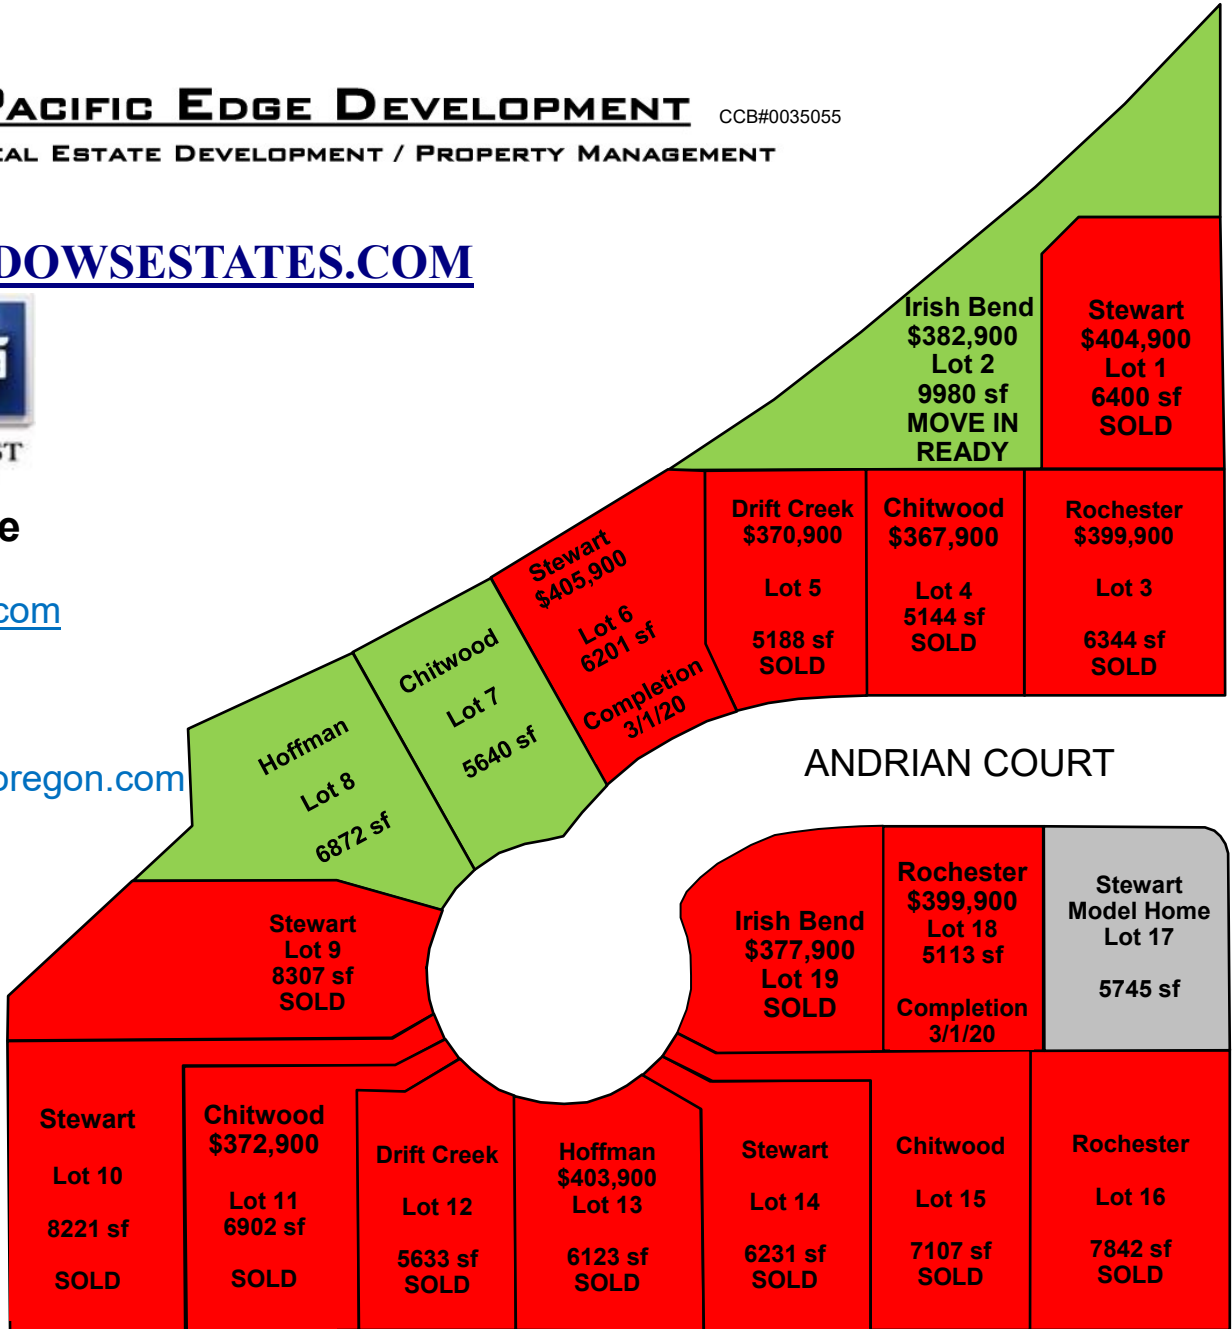 PACIFIC EDGE DEVELOPMENT
CCB#0035055
EAL ESTATE DEVELOPMENT / PROPERTY MANAGEMENT
DOWSESTATES.COM
ST
e
com
oregon.com
Irish Bend
$382,900
Lot 2
9980 sf
MOVE IN
READY
Stewart
$404,900
Lot 1
6400 sf
SOLD
Stewart
$405,900
Lot 6
6201 sf
Completion
3/1/20
Drift Creek
$370,900
Lot 5
5188 sf
SOLD
Chitwood
$367,900
Lot 4
5144 sf
SOLD
Rochester
$399,900
Lot 3
6344 sf
SOLD
Chitwood
Lot 7
5640 sf
Hoffman
Lot 8
6872 sf
ANDRIAN COURT
Stewart
Lot 9
8307 sf
SOLD
Irish Bend
$377,900
Lot 19
SOLD
Rochester
$399,900
Lot 18
5113 sf
Completion
3/1/20
Stewart
Model Home
Lot 17
5745 sf
Stewart
Lot 10
8221 sf
SOLD
Chitwood
$372,900
Lot 11
6902 sf
SOLD
Drift Creek
Lot 12
5633 sf
SOLD
Hoffman
$403,900
Lot 13
6123 sf
SOLD
Stewart
Lot 14
6231 sf
SOLD
Chitwood
Lot 15
7107 sf
SOLD
Rochester
Lot 16
7842 sf
SOLD